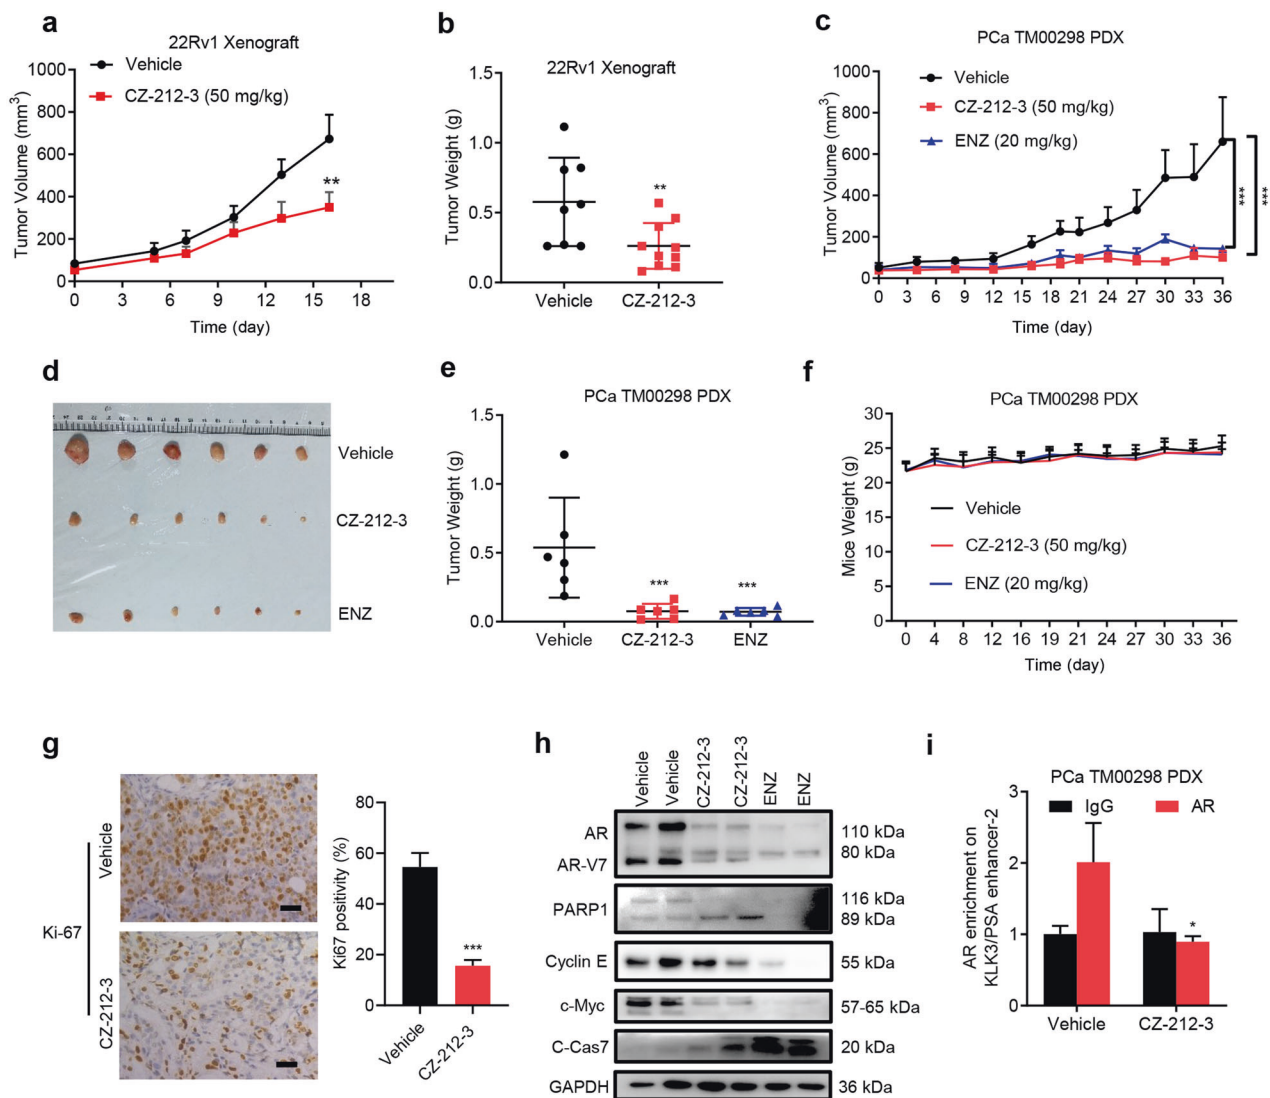 a
22Rv1 Xenograft
Vehicle
CZ-212-3 (50 mg/kg)
Tumor Volume (mm³)
1000
800
600
400
200
0
**
0 3 6 9 12 15 18
Time (day)
b
22Rv1 Xenograft
Tumor Weight (g)
1.5
1.0
0.5
0.0
**
Vehicle CZ-212-3
c
PCa TM00298 PDX
Vehicle
CZ-212-3 (50 mg/kg)
ENZ (20 mg/kg)
Tumor Volume (mm³)
1000
800
600
400
200
0
***
***
0 3 6 9 12 15 18 21 24 27 30 33 36
Time (day)
d
Vehicle
CZ-212-3
ENZ
e
PCa TM00298 PDX
Tumor Weight (g)
1.5
1.0
0.5
0.0
***
***
Vehicle CZ-212-3 ENZ
f
PCa TM00298 PDX
Mice Weight (g)
30
25
20
15
10
5
0
Vehicle
CZ-212-3 (50 mg/kg)
ENZ (20 mg/kg)
0 4 8 12 16 19 21 24 27 30 33 36
Time (day)
g
Ki-67
Vehicle
CZ-212-3
Ki67 positivity (%)
80
60
40
20
0
***
Vehicle
CZ-212-3
h
Vehicle Vehicle CZ-212-3 CZ-212-3 ENZ ENZ
AR 110 kDa
80 kDa
AR-V7
PARP1 116 kDa
89 kDa
Cyclin E 55 kDa
c-Myc 57-65 kDa
C-Cas7 20 kDa
GAPDH 36 kDa
i
PCa TM00298 PDX
IgG AR
AR enrichment on
KLK3/PSA enhancer-2
3
2
1
0
*
Vehicle CZ-212-3